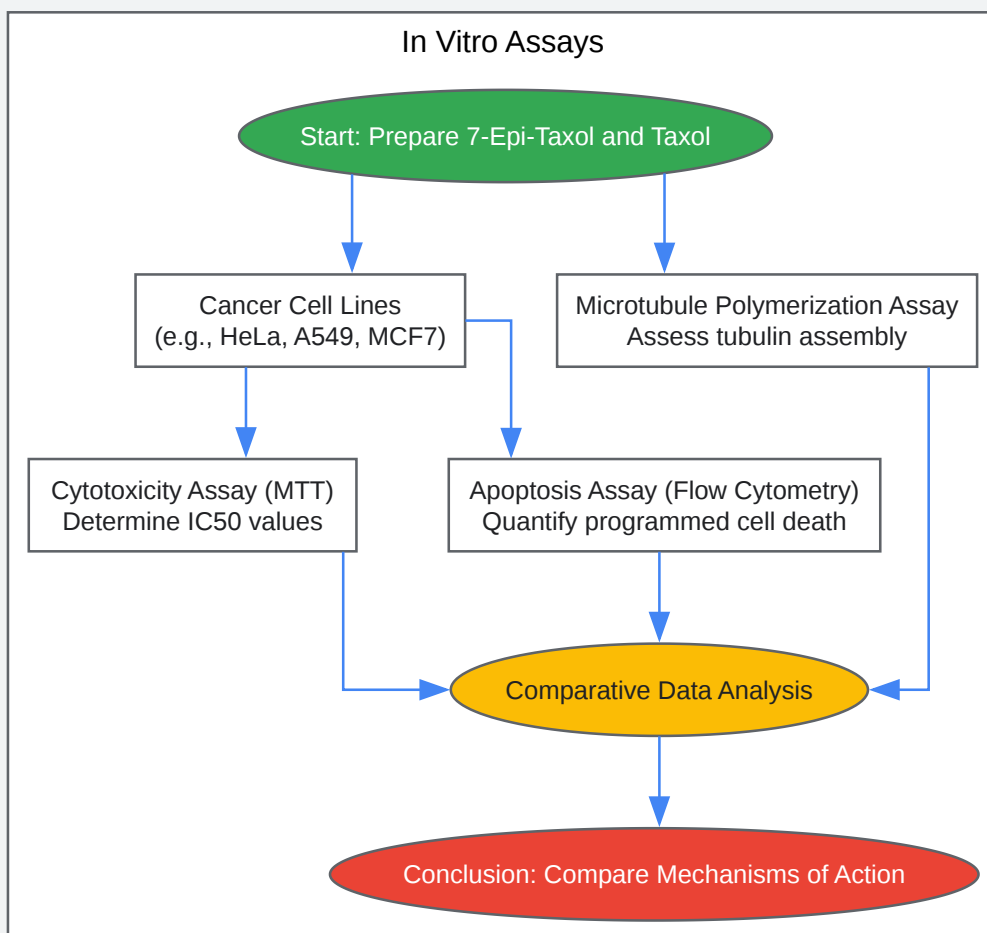 In Vitro Assays
Start: Prepare 7-Epi-Taxol and Taxol
Cancer Cell Lines
(e.g., HeLa, A549, MCF7)
Microtubule Polymerization Assay
Assess tubulin assembly
Cytotoxicity Assay (MTT)
Determine IC50 values
Apoptosis Assay (Flow Cytometry)
Quantify programmed cell death
Comparative Data Analysis
Conclusion: Compare Mechanisms of Action